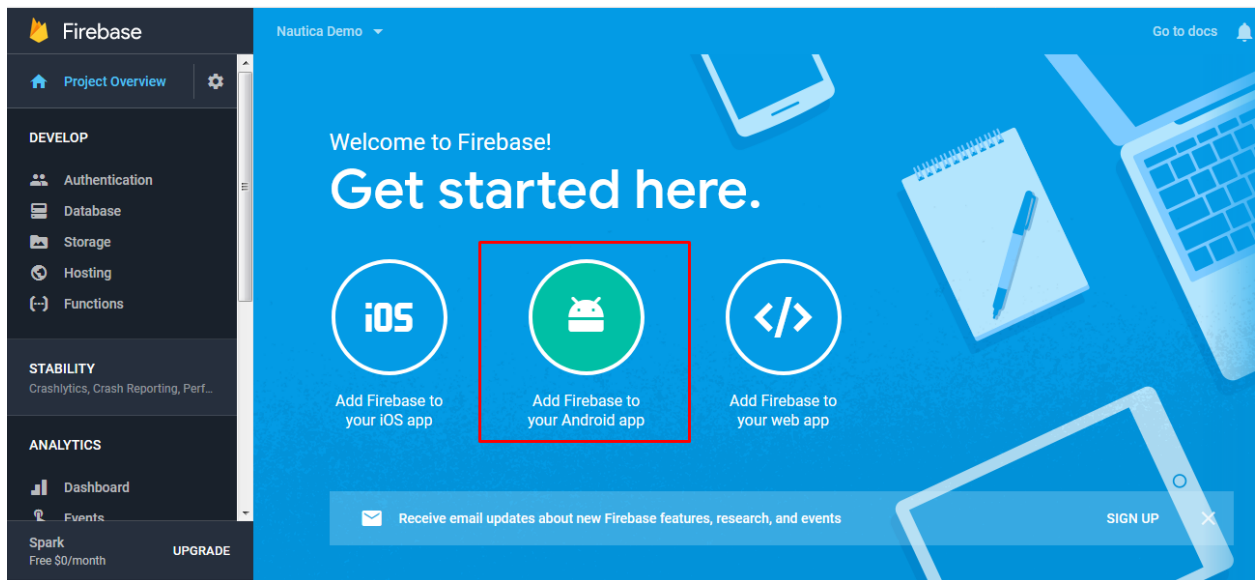 Firebase
Nautica Demo
Go to docs
Project Overview
DEVELOP
Authentication
Database
Storage
Hosting
Functions
STABILITY
Crashlytics, Crash Reporting, Perf...
ANALYTICS
Dashboard
Events
Spark
Free $0/month
UPGRADE
Welcome to Firebase!
Get started here.
iOS
Add Firebase to
your iOS app
Add Firebase to
your Android app
</>
Add Firebase to
your web app
Receive email updates about new Firebase features, research, and events
SIGN UP